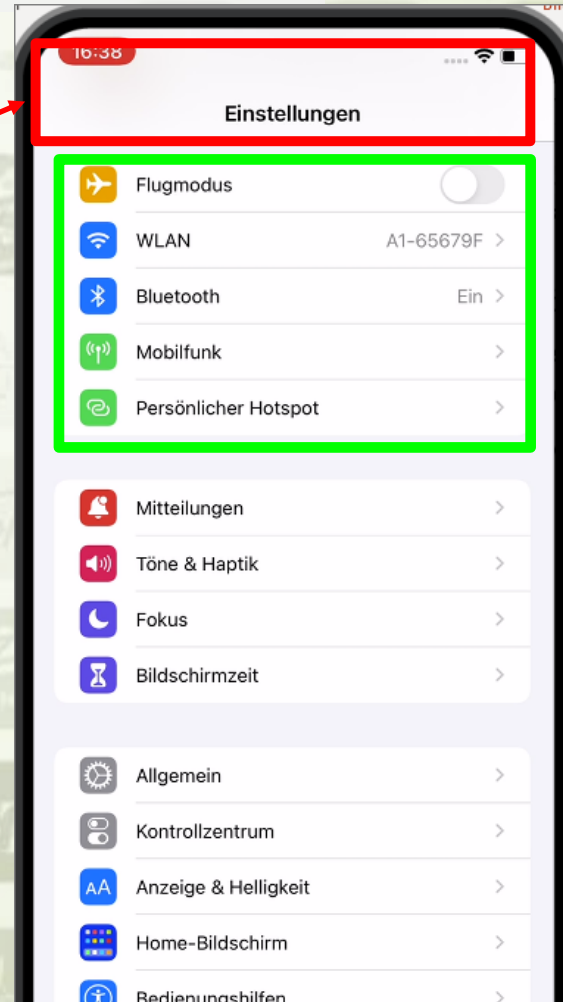 16:38
Einstellungen
Flugmodus
WLAN A1-65679F
Bluetooth Ein
Mobilfunk
Persönlicher Hotspot
Mitteilungen
Töne & Haptik
Fokus
Bildschirmzeit
Allgemein
Kontrollzentrum
AA Anzeige & Helligkeit
Home-Bildschirm
Bedienungshilfen